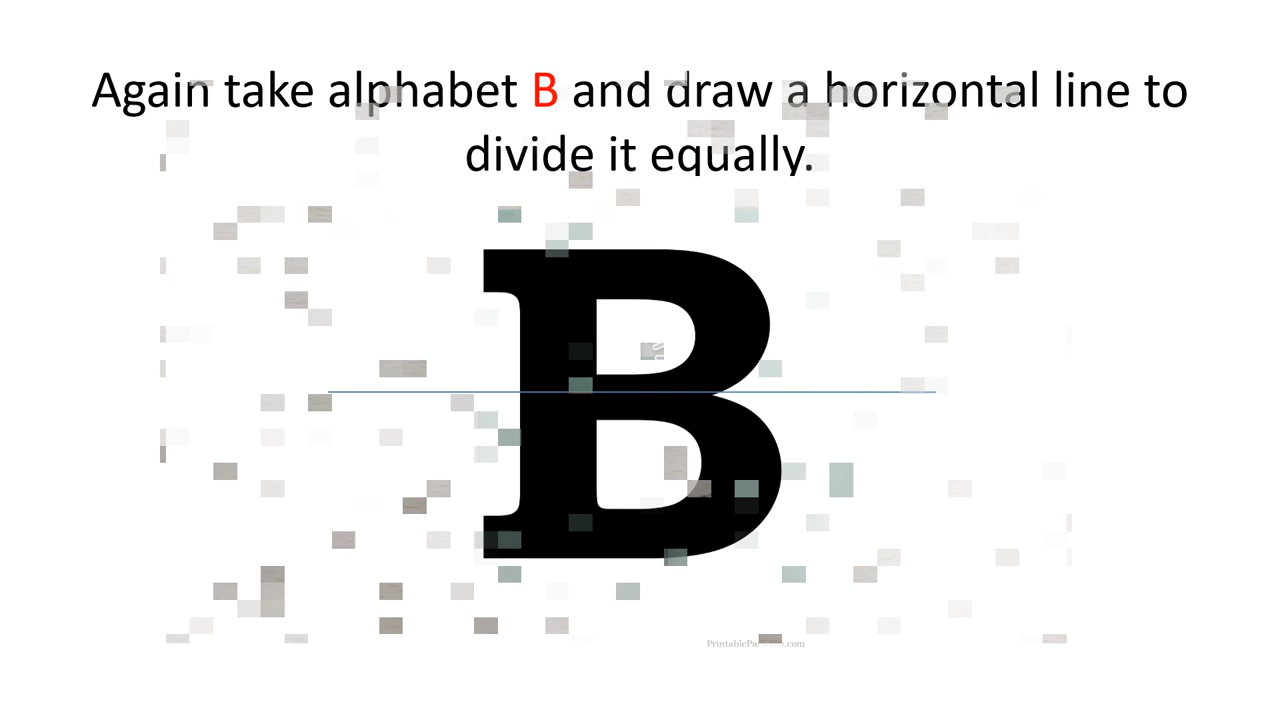 Again take alphabet B and draw a horizontal line to
divide it equally.
B